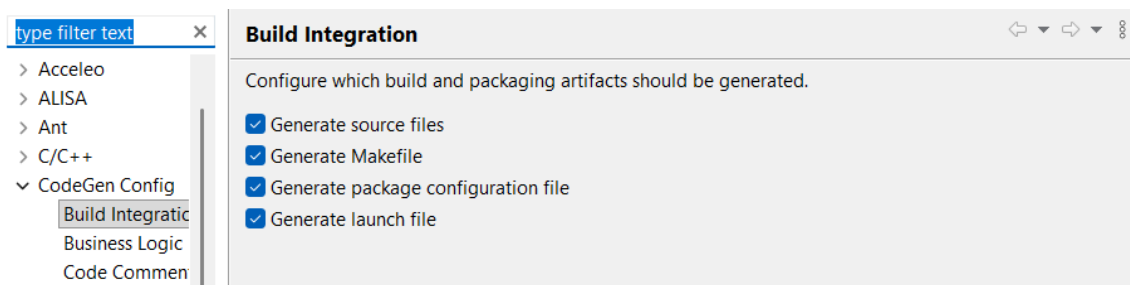 type filter text
Acceleo
ALISA
Ant
C/C++
CodeGen Config
Build Integratic
Business Logic
Code Commen
Build Integration
Configure which build and packaging artifacts should be generated.
Generate source files
Generate Makefile
Generate package configuration file
Generate launch file